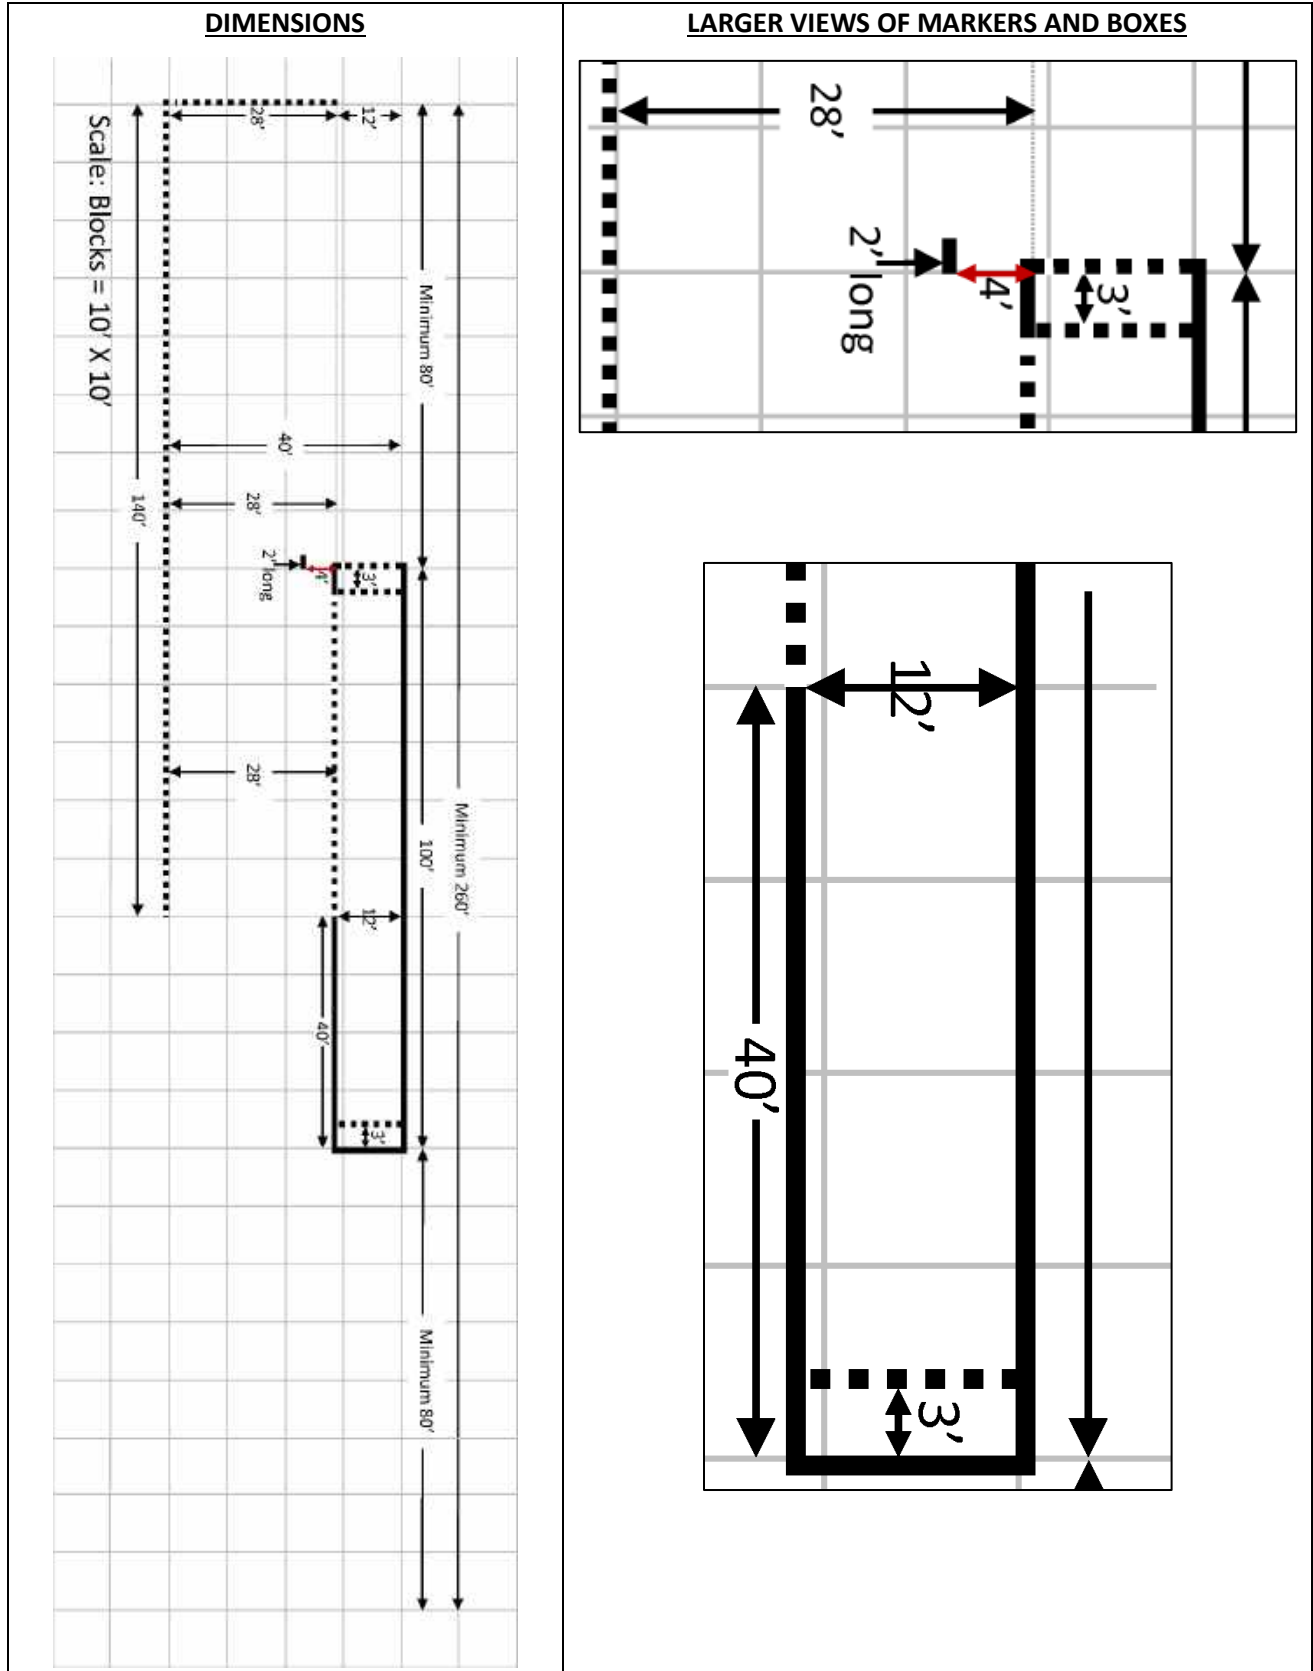 DIMENSIONS
28'
12'
Scale: Blocks = 10' X 10'
Minimum 80'
40'
140'
28'
2' long
4'
3'
28'
Minimum 260'
100'
12'
40'
3'
Minimum 80'
LARGER VIEWS OF MARKERS AND BOXES
28'
2' long
4'
3'
12'
40'
3'